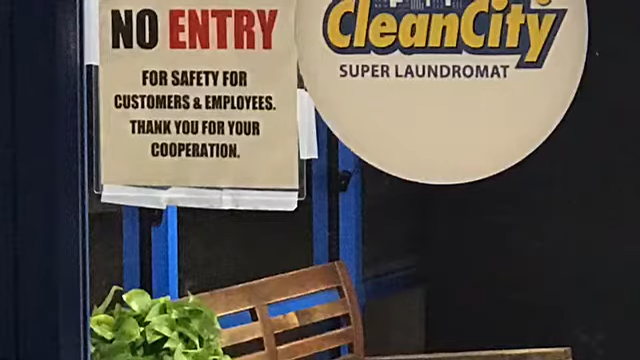 NO ENTRY
FOR SAFETY FOR
CUSTOMERS & EMPLOYEES.
THANK YOU FOR YOUR
COOPERATION.
CleanCity
SUPER LAUNDROMAT